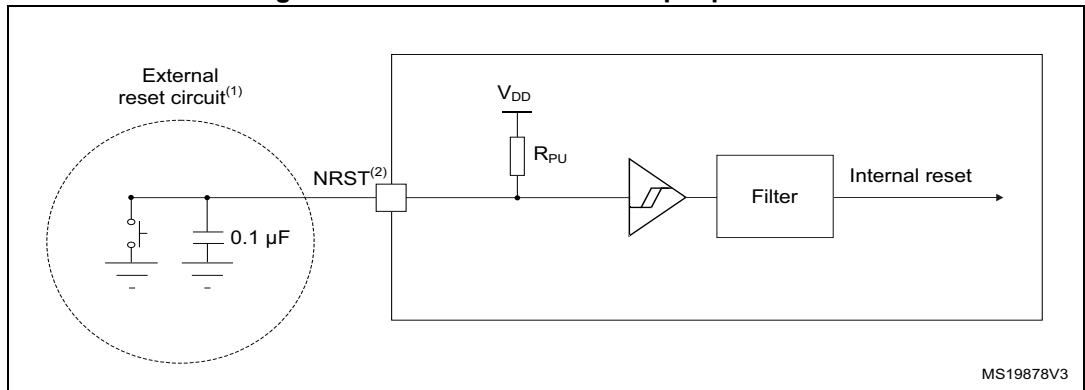 External
reset circuit(1)
VDD
RPU
NRST(2)
Filter
Internal reset
0.1 µF
MS19878V3